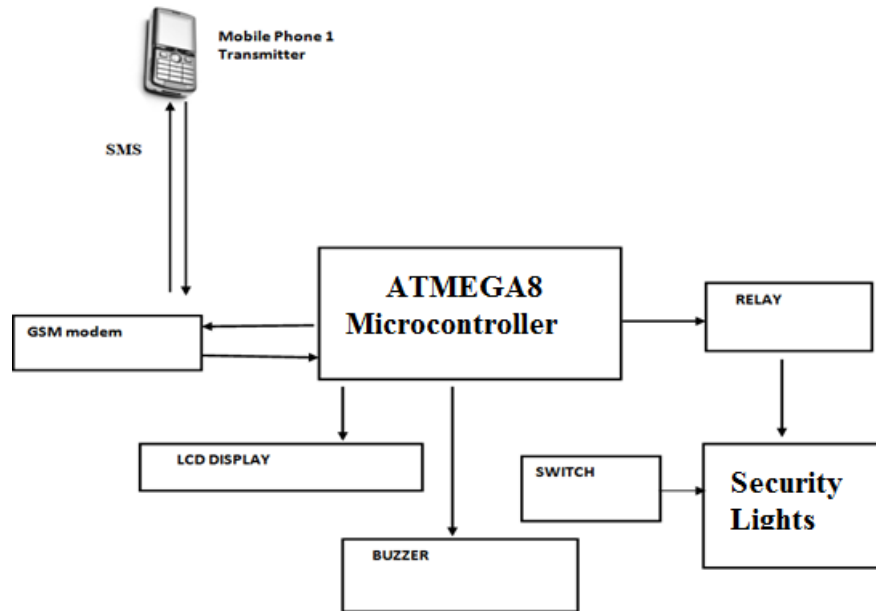 Mobile Phone 1
Transmitter
SMS
ATMEGA8
Microcontroller
RELAY
GSM modem
LCD DISPLAY
SWITCH
Security
Lights
BUZZER